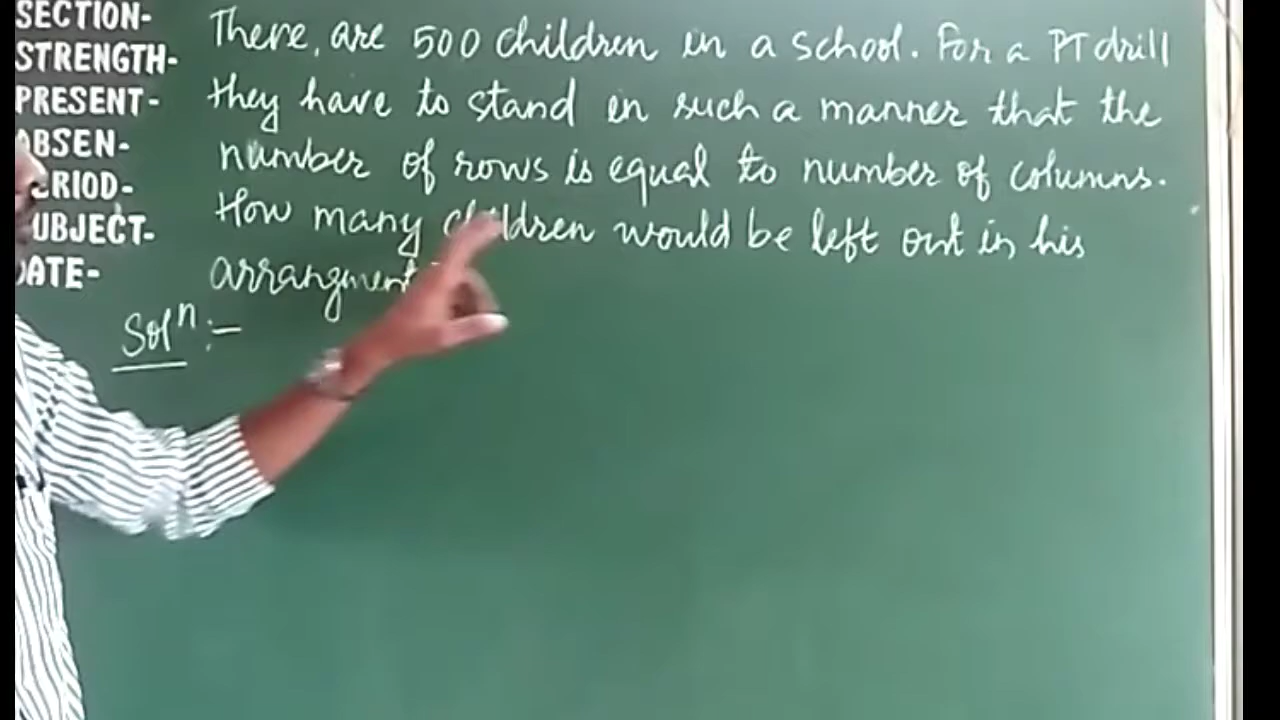 SECTION-
STRENGTH-
PRESENT-
ABSEN-
ERIOD-
UBJECT-
DATE-
There, are 500 children in a school. For a PT drill
they have to stand in such a manner that the
number of rows is equal to number of columns.
How many children would be left out in his
arrangment
Solⁿ :-